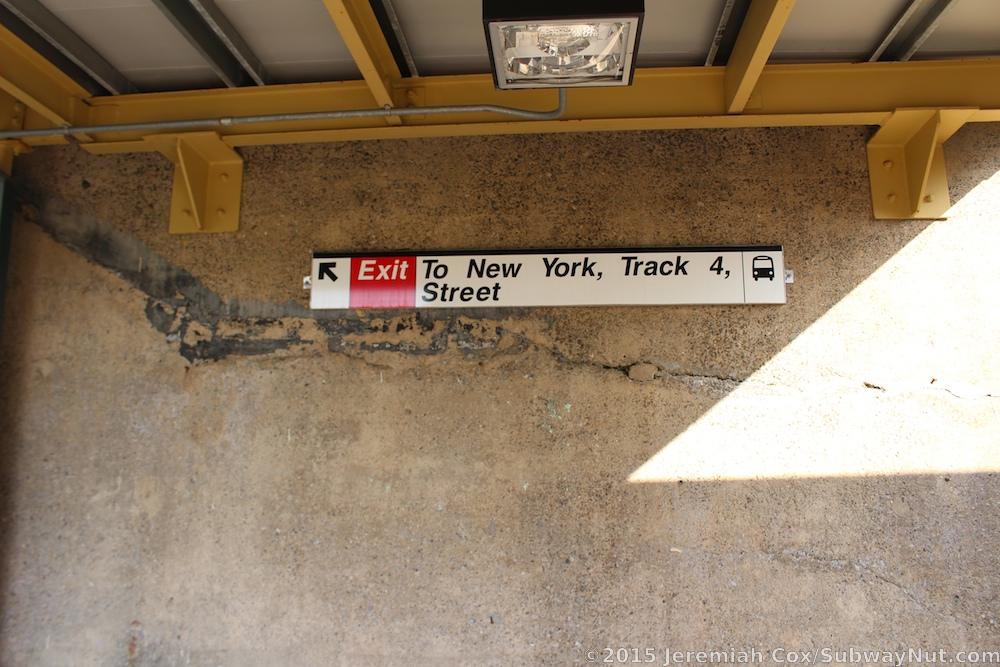 Exit To New York, Track 4,
Street
© 2015 Jeremiah Cox/SubwayNut.com